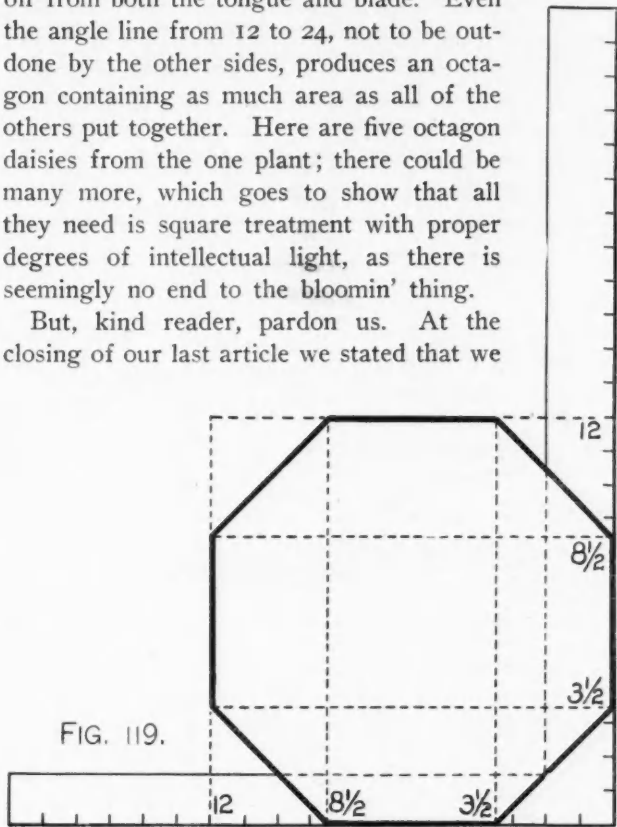 on from both the tongue and blade. Even
the angle line from 12 to 24, not to be out-
done by the other sides, produces an octa-
gon containing as much area as all of the
others put together. Here are five octagon
daisies from the one plant; there could be
many more, which goes to show that all
they need is square treatment with proper
degrees of intellectual light, as there is
seemingly no end to the bloomin' thing.
But, kind reader, pardon us. At the
closing of our last article we stated that we
12
8½
3½
FIG. 119.
12 8½ 3½